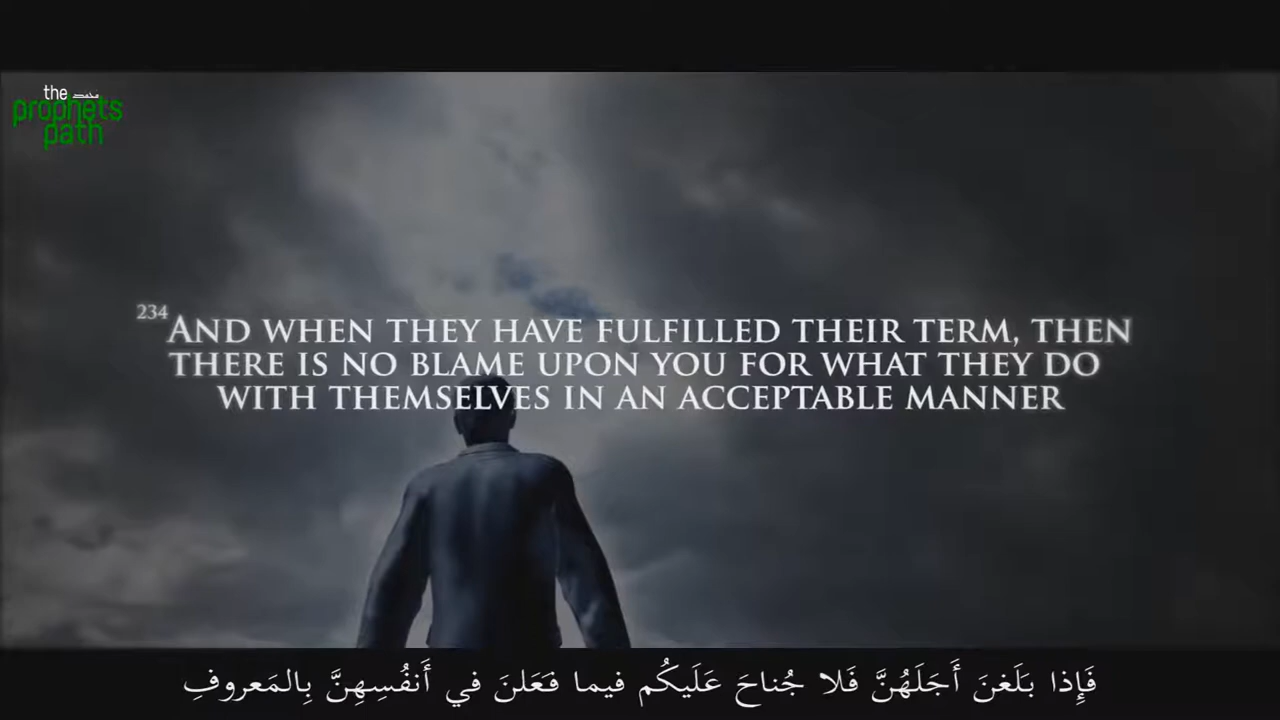 the محمد
prophets
path
234
AND WHEN THEY HAVE FULFILLED THEIR TERM, THEN
THERE IS NO BLAME UPON YOU FOR WHAT THEY DO
WITH THEMSELVES IN AN ACCEPTABLE MANNER
فَإِذا بَلَغنَ أَجَلَهُنَّ فَلا جُناحَ عَلَيكُم فيما فَعَلنَ في أَنفُسِهِنَّ بِالمَعروفِ